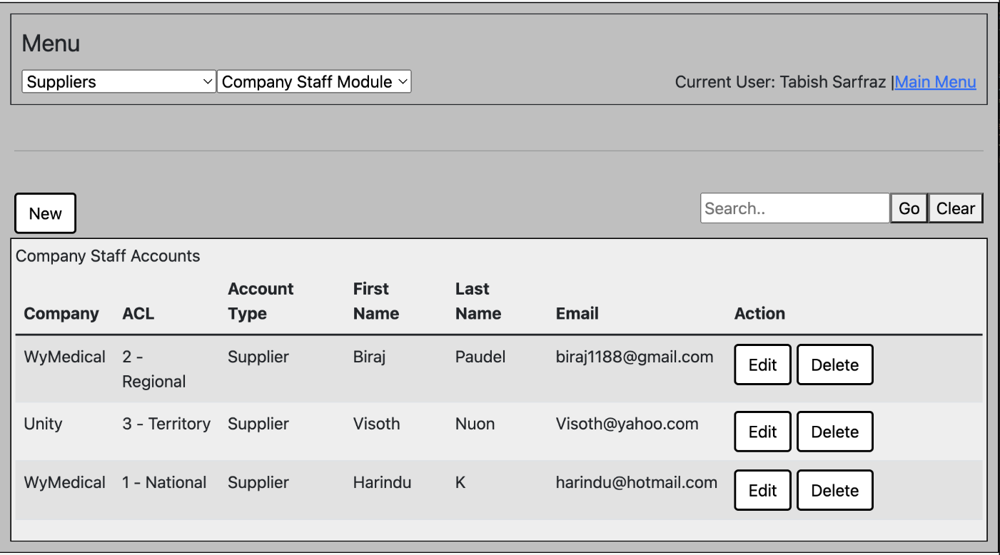 Menu
Suppliers Company Staff Module Current User: Tabish Sarfraz |Main Menu
New Search.. Go Clear
Company Staff Accounts
Company ACL Account Type First Name Last Name Email Action
WyMedical 2 - Regional Supplier Biraj Paudel biraj1188@gmail.com Edit Delete
Unity 3 - Territory Supplier Visoth Nuon Visoth@yahoo.com Edit Delete
WyMedical 1 - National Supplier Harindu K harindu@hotmail.com Edit Delete